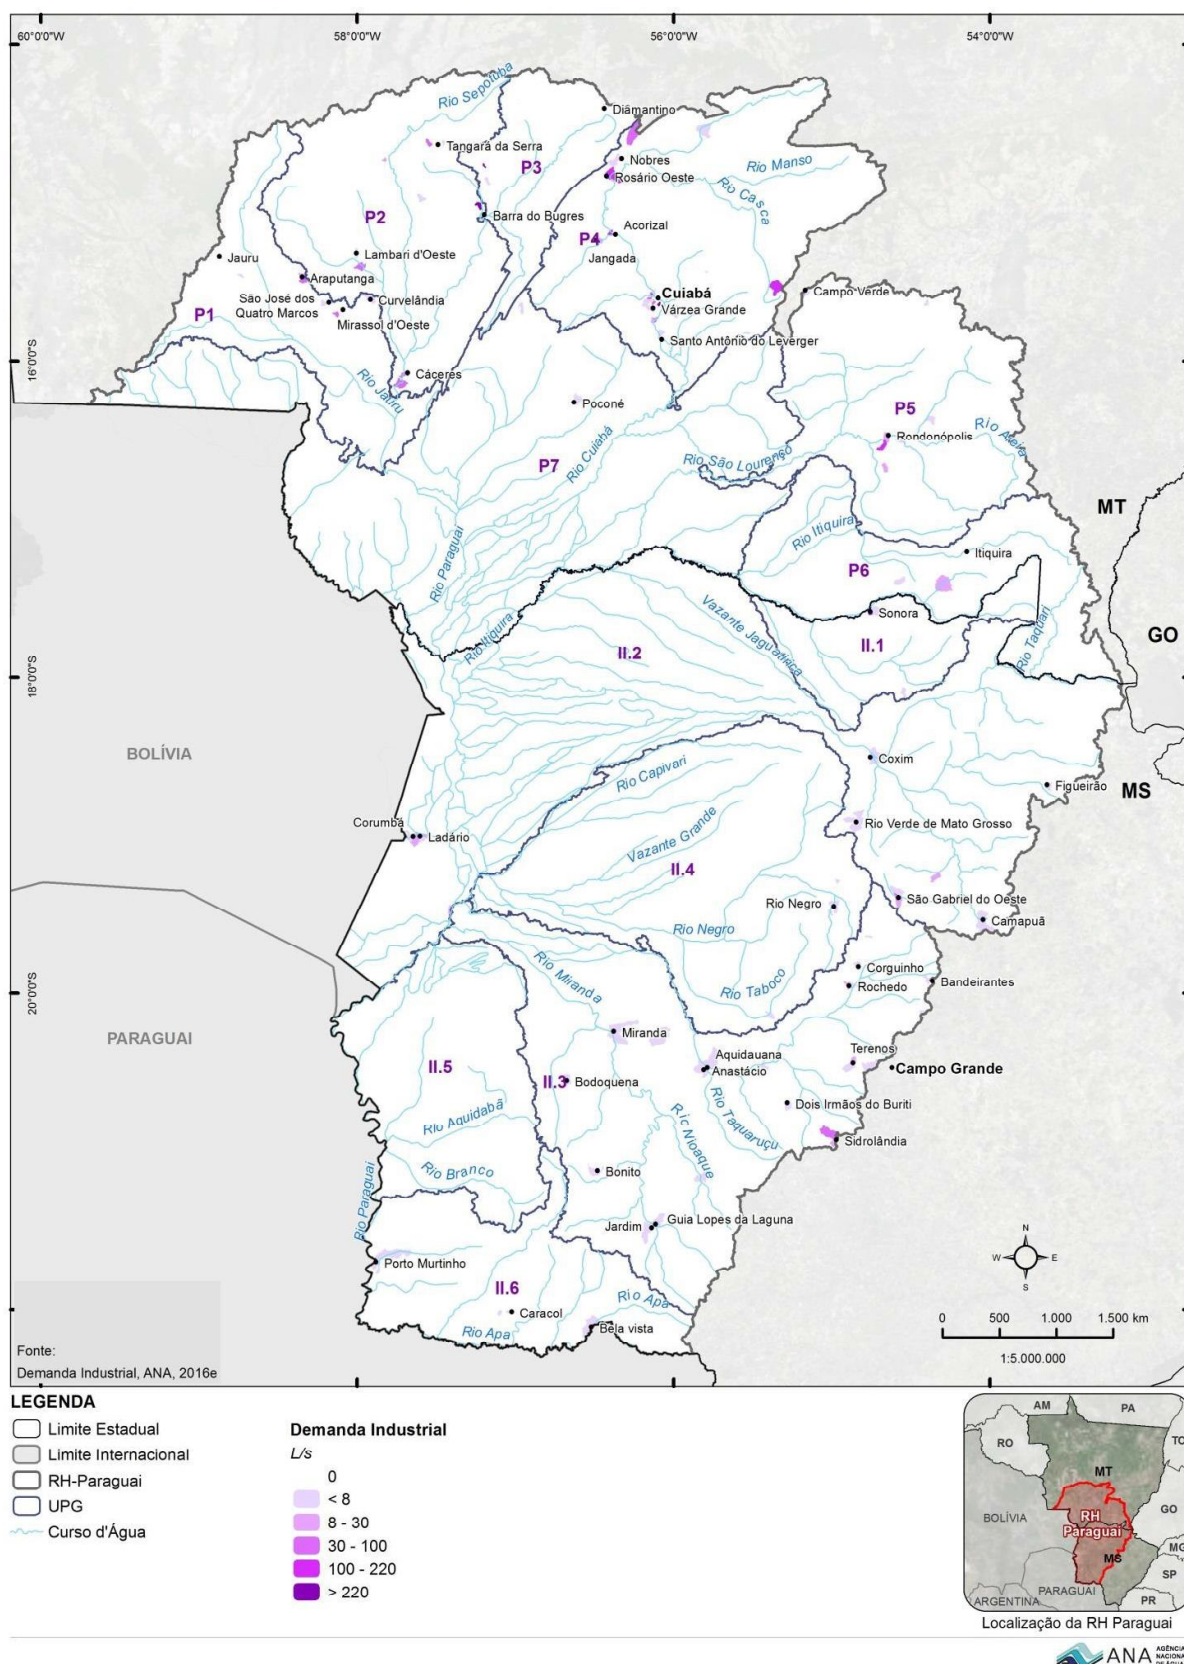 60°0'0"W
58°0'0"W
56°0'0"W
54°0'0"W
Rio Sepotuba
Diamantino
Tangará da Serra
P3
Nobres
Rosário Oeste
Rio Manso
Rio Casca
P2
Barra do Bugres
Acorizal
P4
Jangada
Jauru
Lambari d'Oeste
Araputanga
Curvelândia
São José dos
Quatro Marcos
Mirassol d'Oeste
P1
Cuiabá
Várzea Grande
Campo Verde
Santo Antônio do Leverger
16°0'0"S
Cáceres
Rio Jauru
Poconé
P5
Rondonópolis
Rio Areia
Rio Cuiabá
P7
Rio São Lourenço
MT
Rio Paraguai
Rio Itiquira
Itiquira
P6
Sonora
Vazante Jaguatirica
Rio Itiquira
II.2
II.1
Rio Taquari
GO
18°0'0"S
BOLÍVIA
Coxim
Rio Capivari
Figueirão
MS
Corumbá
Ladário
Rio Verde de Mato Grosso
Vazante Grande
II.4
Rio Negro
São Gabriel do Oeste
Camapuã
Rio Negro
Rio Miranda
Corguinho
Rochedo
Bandeirantes
20°0'0"S
Rio Taboco
PARAGUAI
Miranda
Aquidauana
Anastácio
Terenos
Campo Grande
II.5
II.3
Bodoquena
Rio Aquidabã
Rio Taquaruçu
Dois Irmãos do Buriti
Rio Nioaque
Sidrolândia
Rio Branco
Bonito
Rio Paraguai
Jardim
Guia Lopes da Laguna
Porto Murtinho
II.6
Caracol
Rio Apa
Rio Apa
Bela vista
N
W
E
S
0
500
1.000
1.500 km
1:5.000.000
Fonte:
Demanda Industrial, ANA, 2016e
LEGENDA
Limite Estadual
Limite Internacional
RH-Paraguai
UPG
Curso d'Água
Demanda Industrial
L/s
0
< 8
8 - 30
30 - 100
100 - 220
> 220
AM
PA
RO
TO
MT
GO
BOLÍVIA
RH
Paraguai
MS
MG
SP
PARAGUAI
ARGENTINA
PR
Localização da RH Paraguai
ANA
AGÊNCIA
NACIONAL